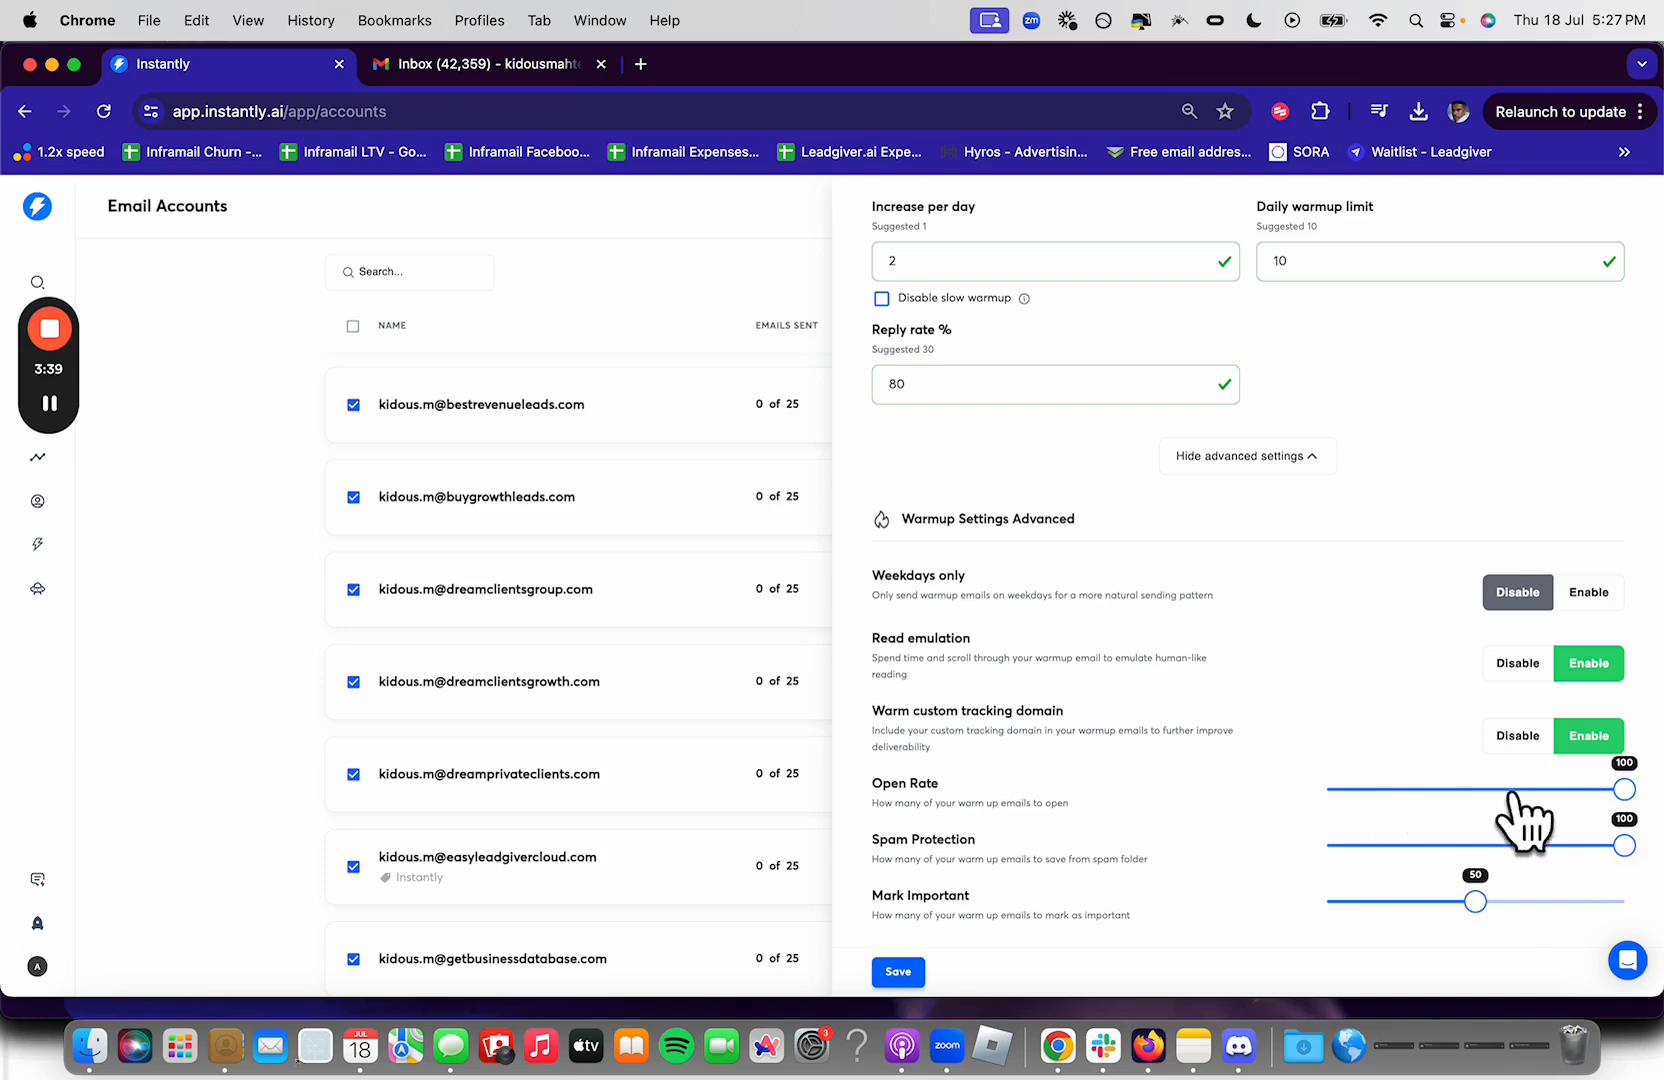 Chrome File Edit View History Bookmarks Profiles Tab Window Help
zm
Thu 18 Jul 5:27 PM
Instantly
Inbox (42,359) - kidousmahte
app.instantly.ai/app/accounts
Relaunch to update
1.2x speed
Inframail Churn -...
Inframail LTV - Go...
Inframail Faceboo...
Inframail Expenses...
Leadgiver.ai Expe...
Hyros - Advertisin...
Free email addres...
SORA
Waitlist - Leadgiver
Email Accounts
Search...
NAME
EMAILS SENT
3:39
kidous.m@bestrevenueleads.com
0 of 25
kidous.m@buygrowthleads.com
0 of 25
kidous.m@dreamclientsgroup.com
0 of 25
kidous.m@dreamclientsgrowth.com
0 of 25
kidous.m@dreamprivateclients.com
0 of 25
kidous.m@easyleadgivercloud.com
Instantly
0 of 25
kidous.m@getbusinessdatabase.com
0 of 25
A
Increase per day
Suggested 1
2
Daily warmup limit
Suggested 10
10
Disable slow warmup
Reply rate %
Suggested 30
80
Hide advanced settings
Warmup Settings Advanced
Weekdays only
Only send warmup emails on weekdays for a more natural sending pattern
Disable Enable
Read emulation
Spend time and scroll through your warmup email to emulate human-like
reading
Disable Enable
Warm custom tracking domain
Include your custom tracking domain in your warmup emails to further improve
deliverability
Disable Enable
Open Rate
How many of your warm up emails to open
100
Spam Protection
How many of your warm up emails to save from spam folder
100
Mark Important
How many of your warm up emails to mark as important
50
Save
JUL
18
tv
3
zoom